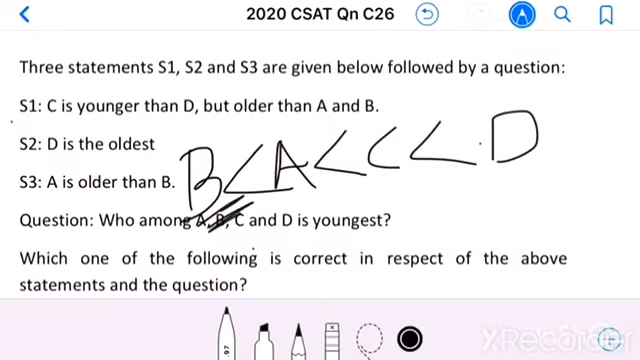 2020 CSAT Qn C26
Three statements S1, S2 and S3 are given below followed by a question:
S1: C is younger than D, but older than A and B.
S2: D is the oldest
B < A < C < D
S3: A is older than B.
Question: Who among A, B, C and D is youngest?
Which one of the following is correct in respect of the above
statements and the question?
.97
XRecorder